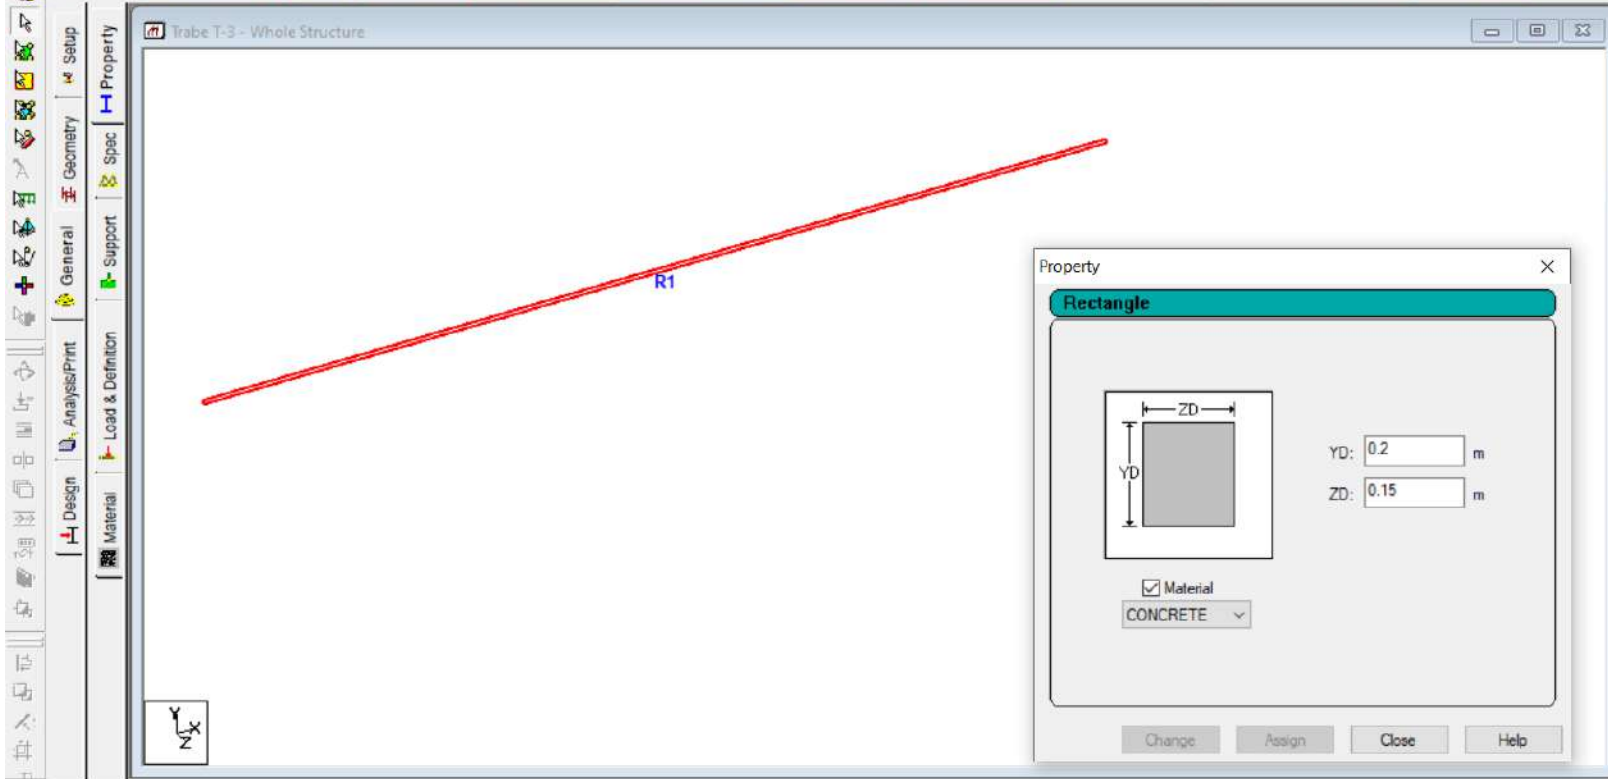 Trabe T-3 - Whole Structure
Setup
Geometry
General
Analysis/Print
Design
Property
Spec
Support
Load & Definition
Material
R1
Y
X
Z
Property
Rectangle
ZD
YD
YD: 0.2 m
ZD: 0.15 m
Material
CONCRETE
Change Assign Close Help